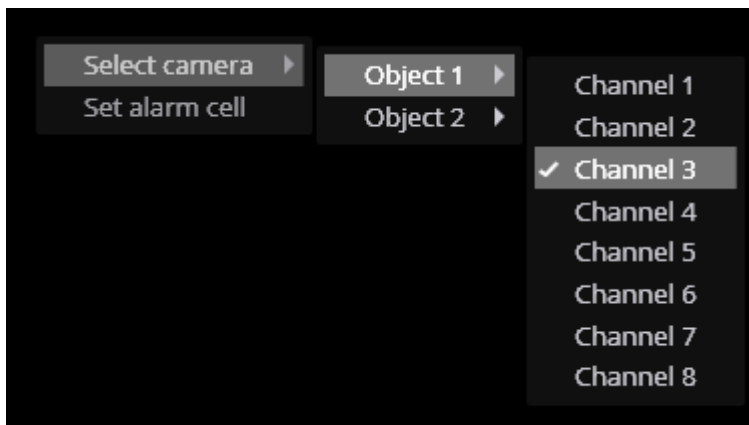 Select camera
Set alarm cell
Object 1
Object 2
Channel 1
Channel 2
Channel 3
Channel 4
Channel 5
Channel 6
Channel 7
Channel 8